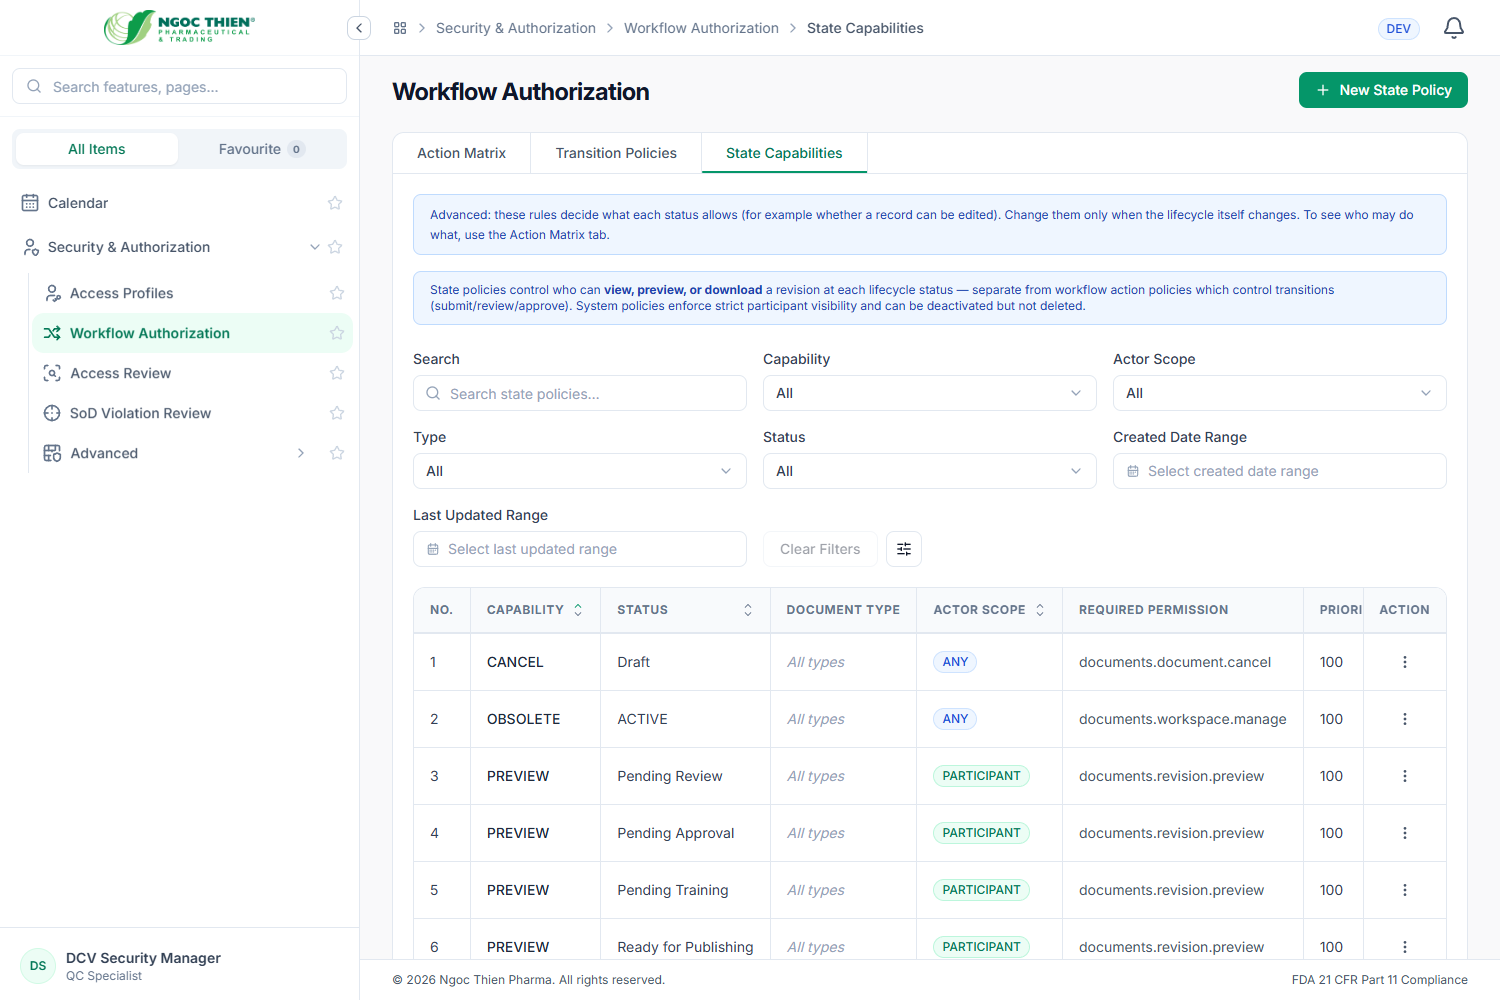 NGOC THIEN®
PHARMACEUTICAL
& TRADING
Security & Authorization
Workflow Authorization
State Capabilities
DEV
Search features, pages...
All Items
Favourite 0
Calendar
Security & Authorization
Access Profiles
Workflow Authorization
Access Review
SoD Violation Review
Advanced
DS
DCV Security Manager
QC Specialist
Workflow Authorization
New State Policy
Action Matrix
Transition Policies
State Capabilities
Advanced: these rules decide what each status allows (for example whether a record can be edited). Change them only when the lifecycle itself changes. To see who may do
what, use the Action Matrix tab.
State policies control who can view, preview, or download a revision at each lifecycle status — separate from workflow action policies which control transitions
(submit/review/approve). System policies enforce strict participant visibility and can be deactivated but not deleted.
Search
Capability
Actor Scope
Search state policies...
All
All
Type
Status
Created Date Range
All
All
Select created date range
Last Updated Range
Select last updated range
Clear Filters
NO. CAPABILITY STATUS DOCUMENT TYPE ACTOR SCOPE REQUIRED PERMISSION PRIORI ACTION
1 CANCEL Draft All types ANY documents.document.cancel 100
2 OBSOLETE ACTIVE All types ANY documents.workspace.manage 100
3 PREVIEW Pending Review All types PARTICIPANT documents.revision.preview 100
4 PREVIEW Pending Approval All types PARTICIPANT documents.revision.preview 100
5 PREVIEW Pending Training All types PARTICIPANT documents.revision.preview 100
6 PREVIEW Ready for Publishing All types PARTICIPANT documents.revision.preview 100
© 2026 Ngoc Thien Pharma. All rights reserved.
FDA 21 CFR Part 11 Compliance